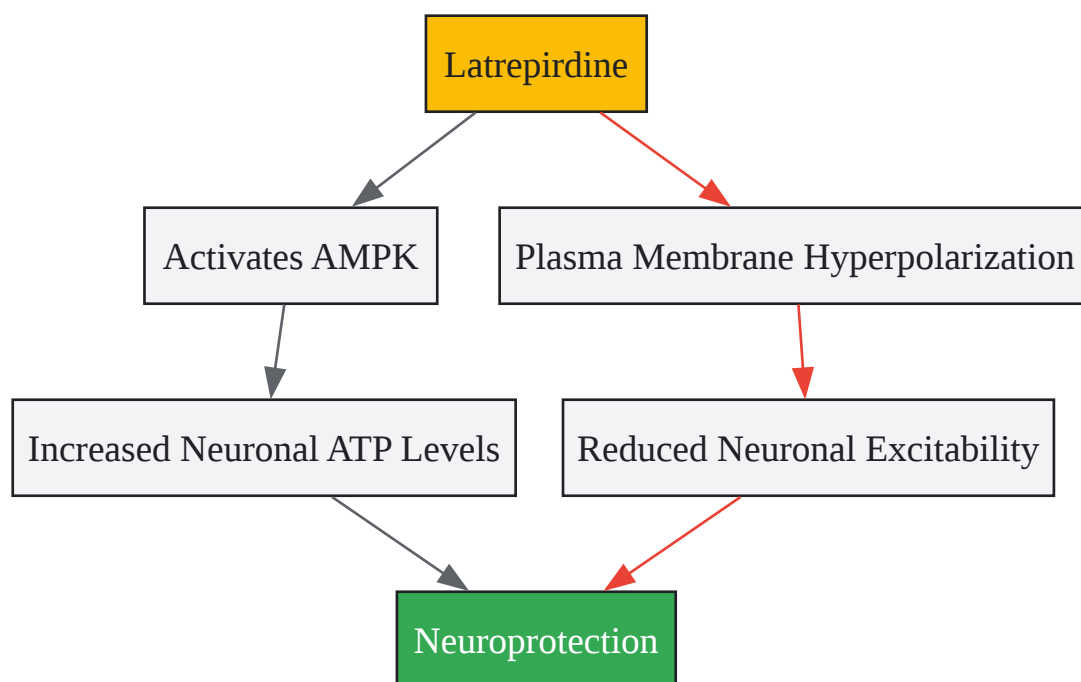 Latrepirdine
Activates AMPK
Plasma Membrane Hyperpolarization
Increased Neuronal ATP Levels
Reduced Neuronal Excitability
Neuroprotection